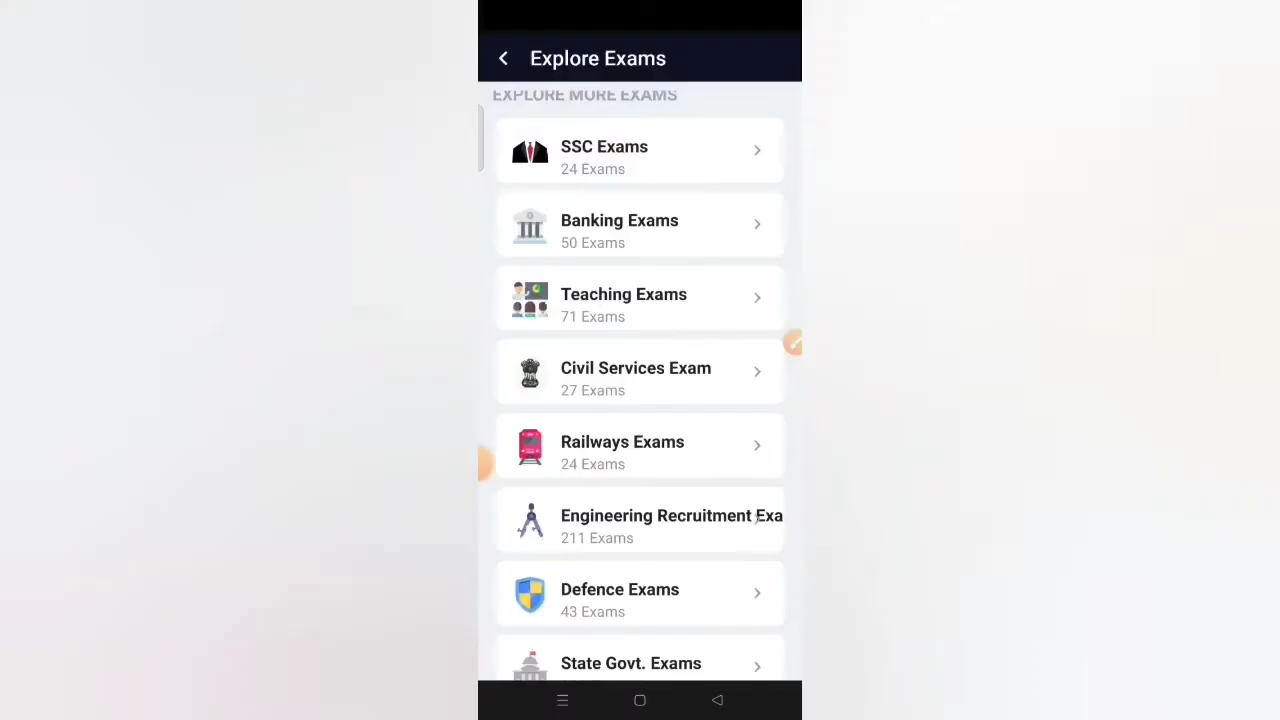 Explore Exams
EXPLORE MORE EXAMS
SSC Exams
24 Exams
Banking Exams
50 Exams
Teaching Exams
71 Exams
Civil Services Exam
27 Exams
Railways Exams
24 Exams
Engineering Recruitment Exa
211 Exams
Defence Exams
43 Exams
State Govt. Exams